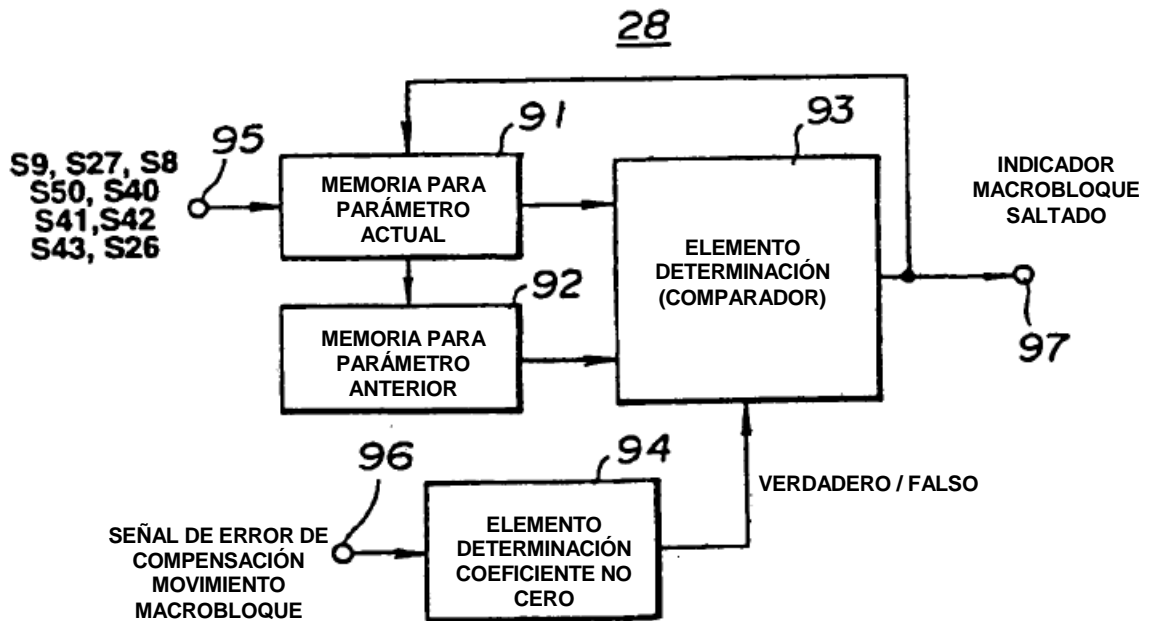 28
91
93
95
S9, S27, S8
S50, S40
S41,S42
S43, S26
MEMORIA PARA
PARÁMETRO
ACTUAL
INDICADOR
MACROBLOQUE
SALTADO
ELEMENTO
DETERMINACIÓN
(COMPARADOR)
92
MEMORIA PARA
PARÁMETRO
ANTERIOR
97
96
94
VERDADERO / FALSO
SEÑAL DE ERROR DE
COMPENSACIÓN
MOVIMIENTO
MACROBLOQUE
ELEMENTO
DETERMINACIÓN
COEFICIENTE NO
CERO